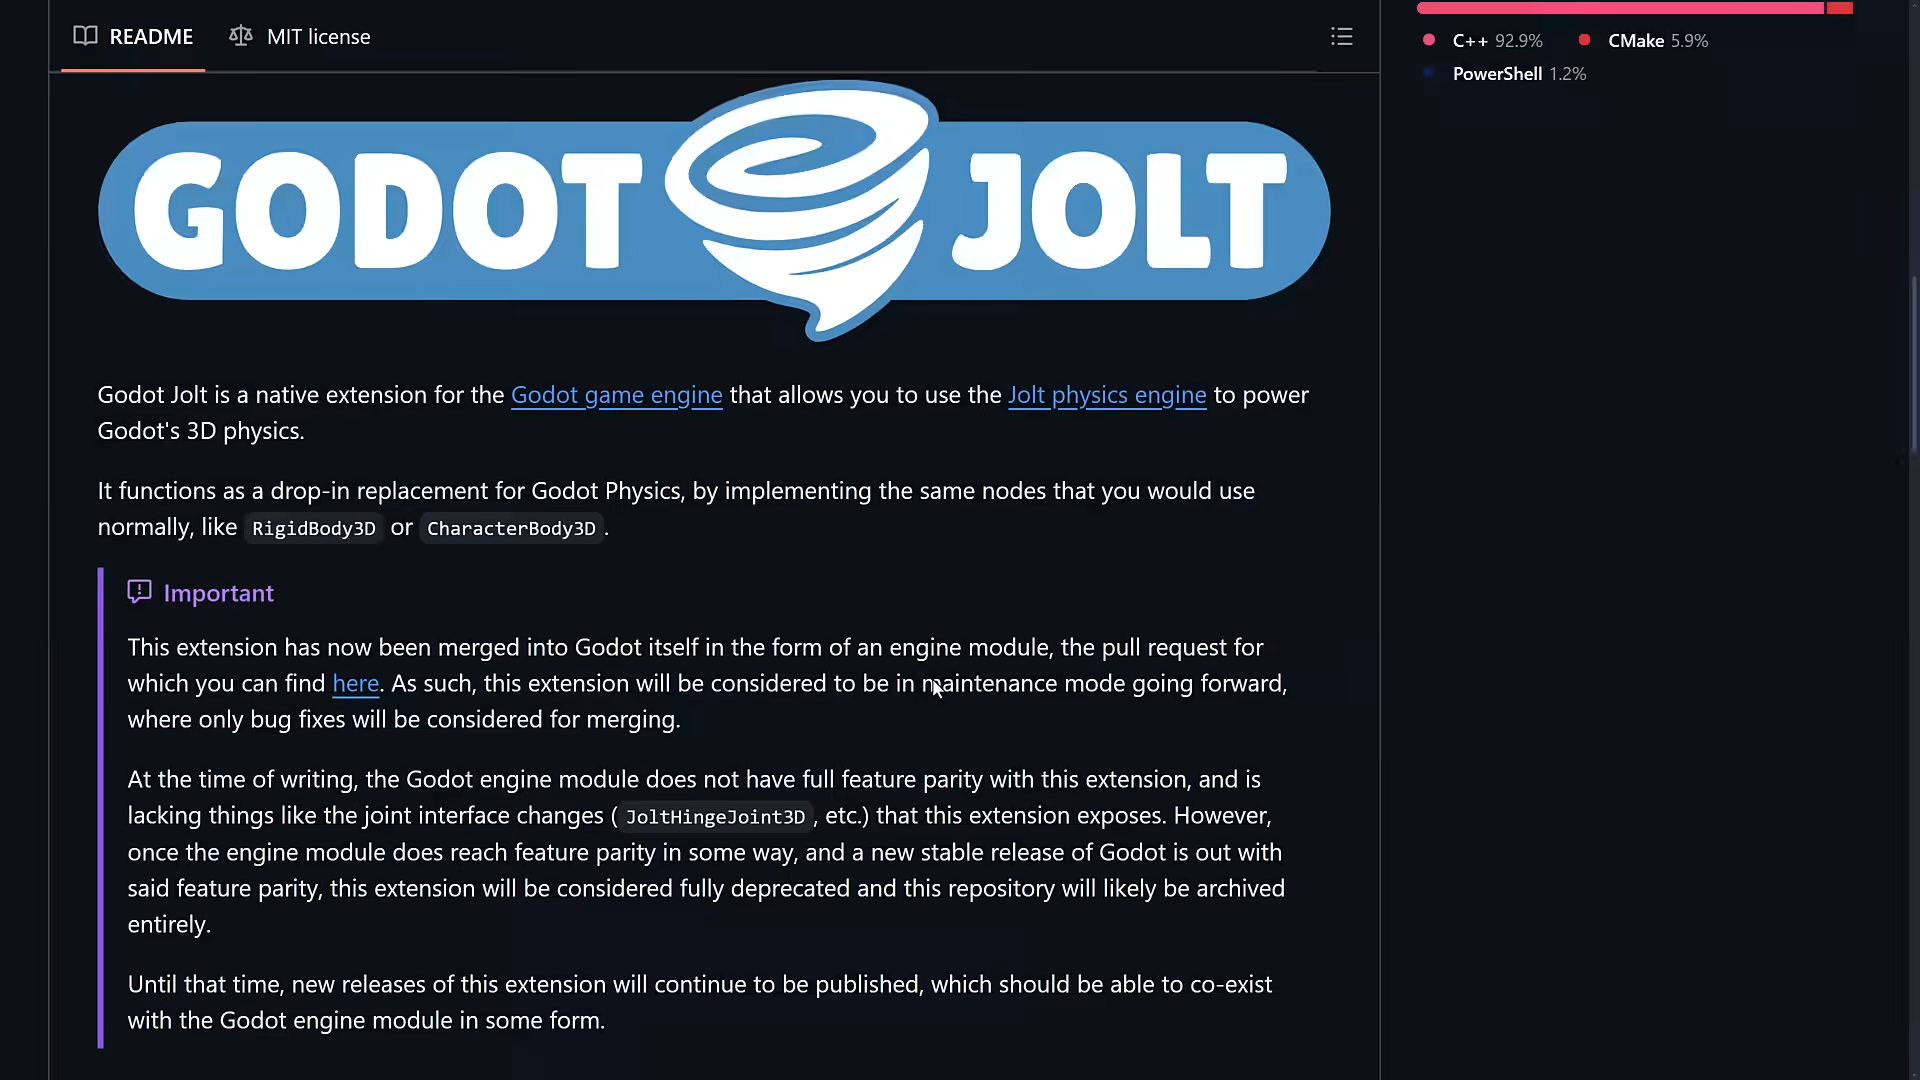 README
MIT license
C++ 92.9%
CMake 5.9%
PowerShell 1.2%
GODOT JOLT
Godot Jolt is a native extension for the Godot game engine that allows you to use the Jolt physics engine to power
Godot's 3D physics.
It functions as a drop-in replacement for Godot Physics, by implementing the same nodes that you would use
normally, like RigidBody3D or CharacterBody3D.
Important
This extension has now been merged into Godot itself in the form of an engine module, the pull request for
which you can find here. As such, this extension will be considered to be in maintenance mode going forward,
where only bug fixes will be considered for merging.
At the time of writing, the Godot engine module does not have full feature parity with this extension, and is
lacking things like the joint interface changes (JoltHingeJoint3D, etc.) that this extension exposes. However,
once the engine module does reach feature parity in some way, and a new stable release of Godot is out with
said feature parity, this extension will be considered fully deprecated and this repository will likely be archived
entirely.
Until that time, new releases of this extension will continue to be published, which should be able to co-exist
with the Godot engine module in some form.